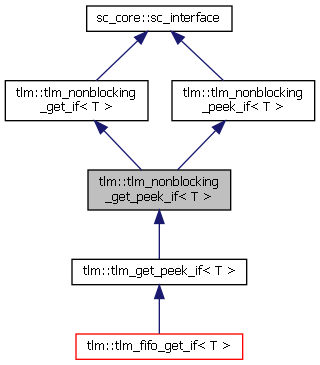 sc_core::sc_interface
tlm::tlm_nonblocking
_get_if< T >
tlm::tlm_nonblocking
_peek_if< T >
tlm::tlm_nonblocking
_get_peek_if< T >
tlm::tlm_get_peek_if< T >
tlm::tlm_fifo_get_if< T >